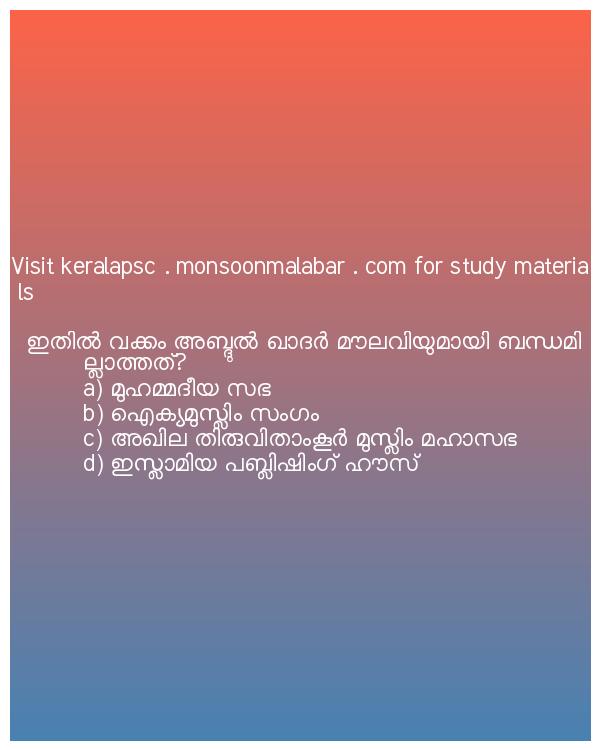 Visit keralapsc . monsoonmalabar . com for study materia
ls
ഇതിൽ വക്കം അബ്ദുൽ ഖാദർ മൗലവിയുമായി ബന്ധമി
ല്ലാത്തത്?
a) മുഹമ്മദീയ സഭ
b) ഐക്യമുസ്ലിം സംഗം
c) അഖില തിരുവിതാംകൂർ മുസ്ലിം മഹാസഭ
d) ഇസ്ലാമിയ പബ്ലിഷിംഗ് ഹൗസ്